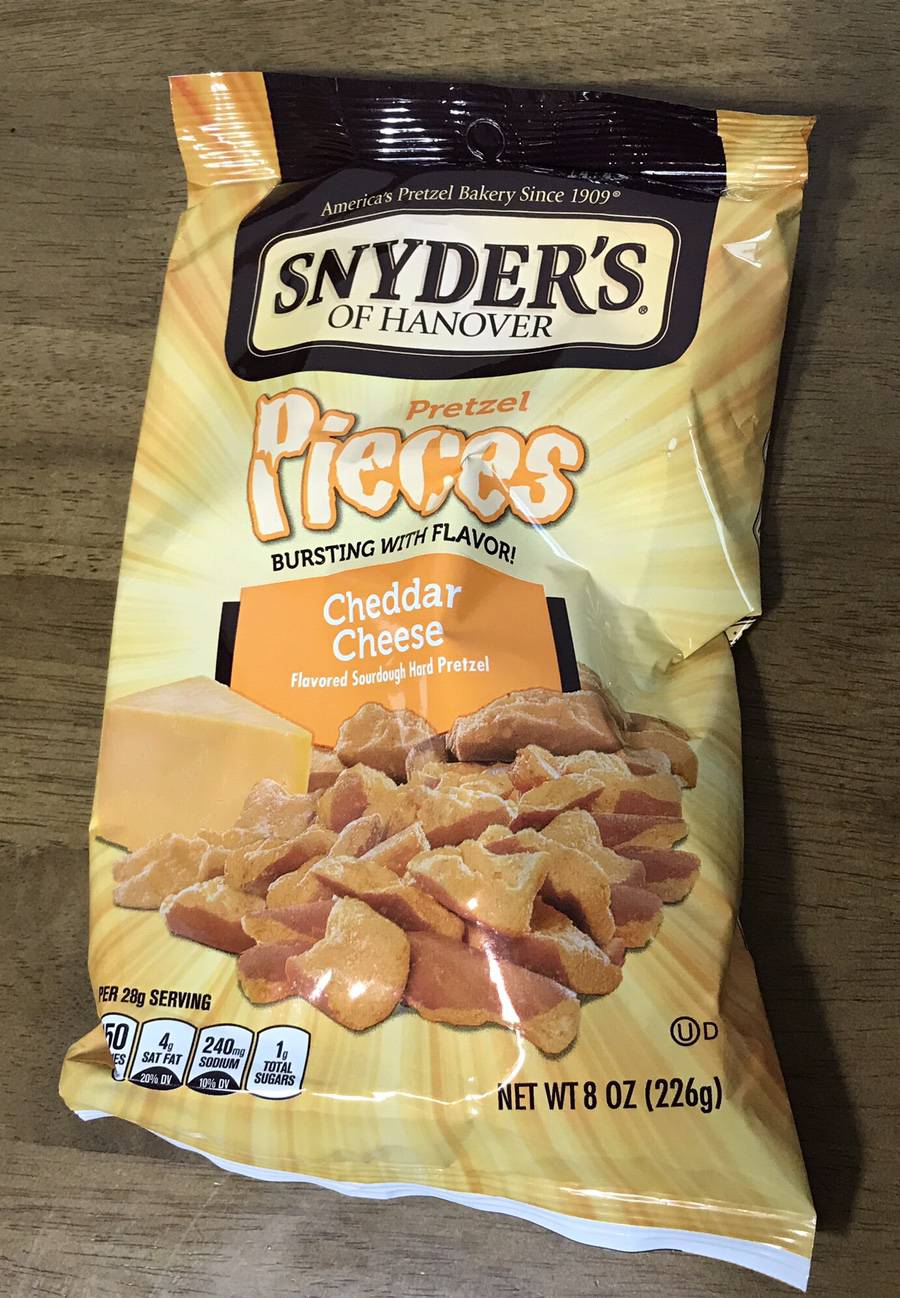 America's Pretzel Bakery Since 1909®
SNYDER'S®
OF HANOVER
Pretzel
Pieces
BURSTING WITH FLAVOR!
Cheddar
Cheese
Flavored Sourdough Hard Pretzel
PER 28g SERVING
4g
SAT FAT
20% DV
240mg
SODIUM
10% DV
1g
TOTAL
SUGARS
UD
NET WT 8 OZ (226g)